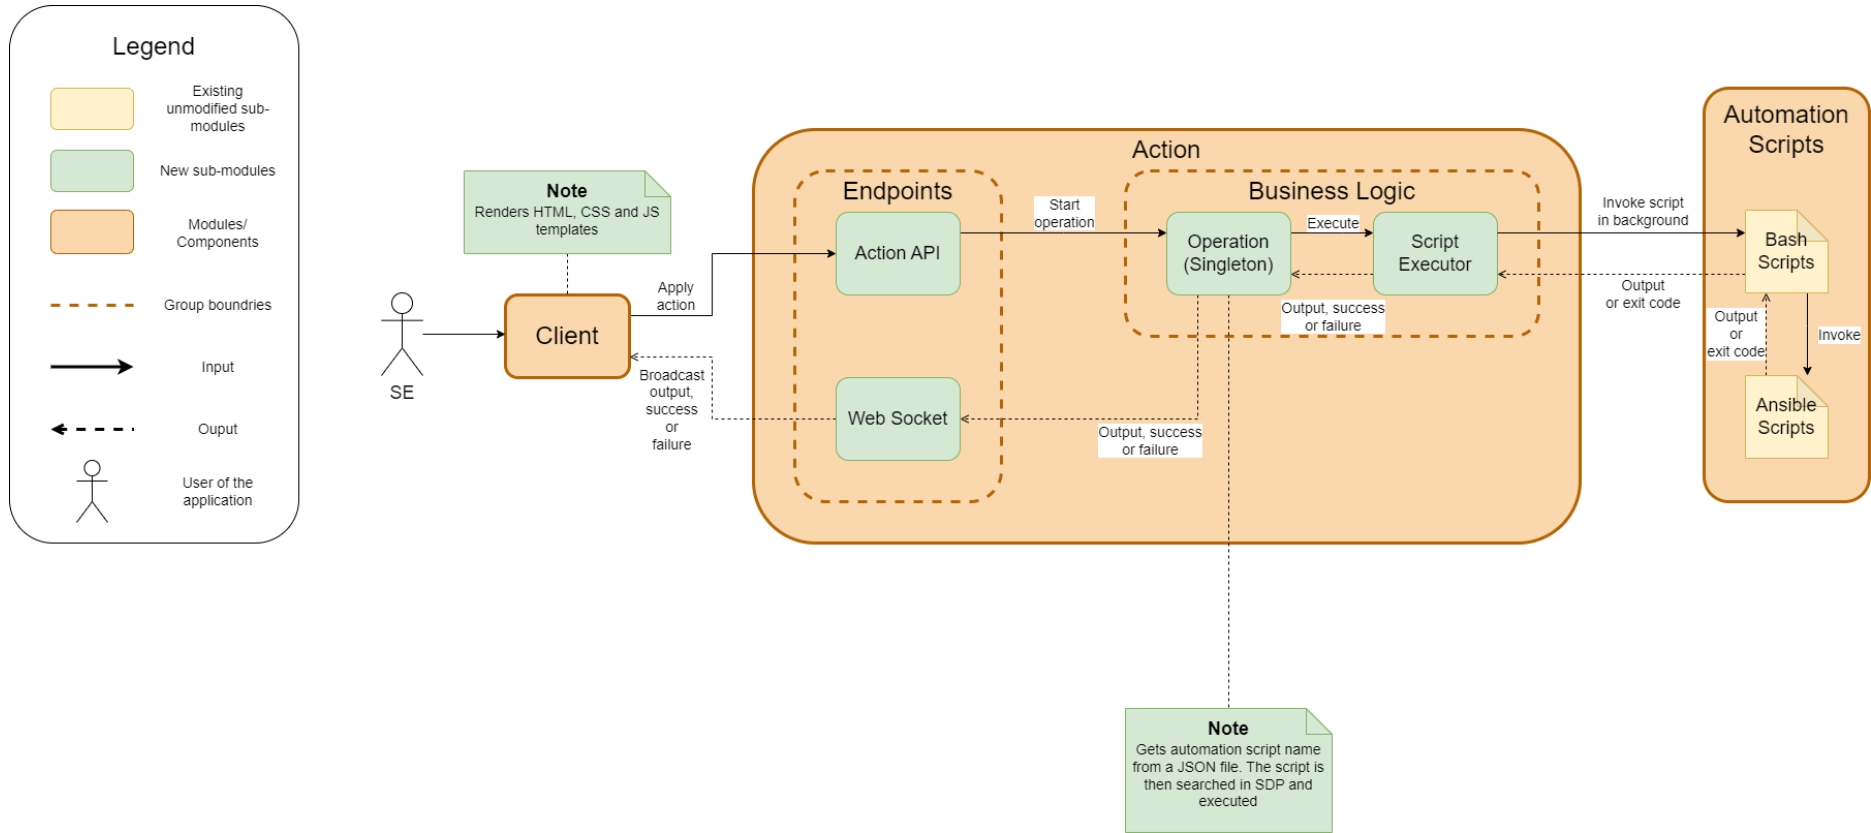 Legend
Existing
unmodified sub-
modules
New sub-modules
Modules/
Components
Group boundries
Input
Ouput
User of the
application
Note
Renders HTML, CSS and JS
templates
SE
Client
Apply
action
Broadcast
output,
success
or
failure
Action
Endpoints
Action API
Web Socket
Start
operation
Business Logic
Operation
(Singleton)
Execute
Script
Executor
Output, success
or failure
Output, success
or failure
Invoke script
in background
Output
or exit code
Automation
Scripts
Bash
Scripts
Output
or
exit code
Invoke
Ansible
Scripts
Note
Gets automation script name
from a JSON file. The script is
then searched in SDP and
executed